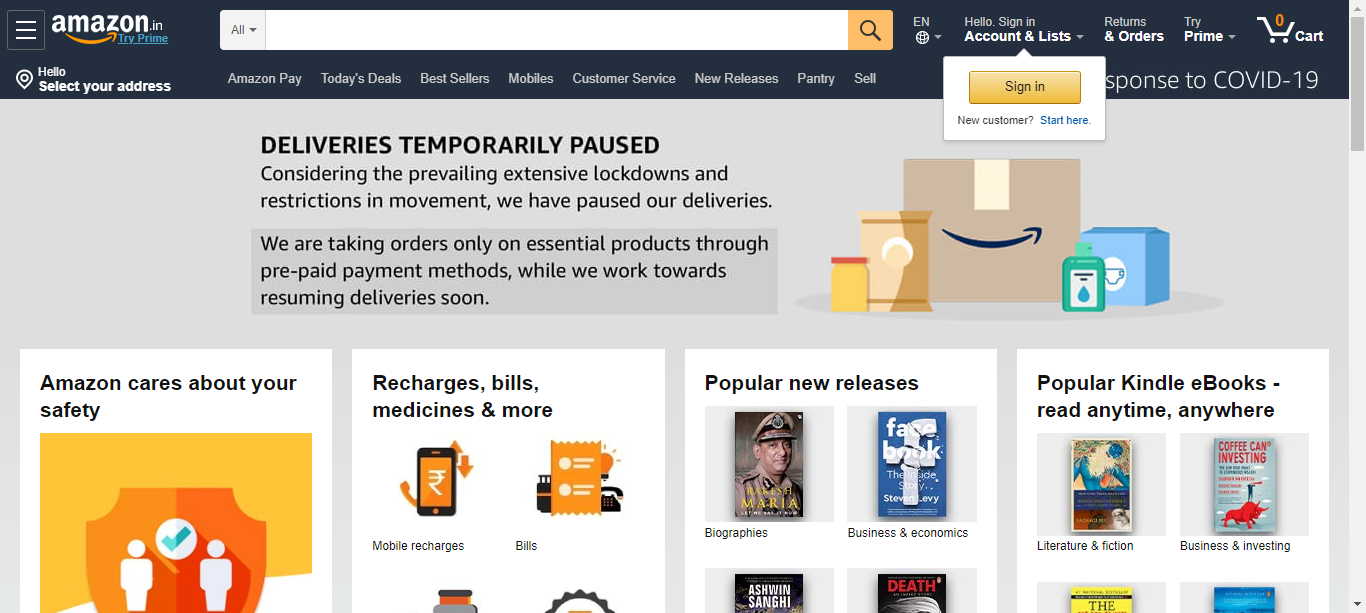 amazon.in
Try Prime
All
EN
Hello. Sign in
Account & Lists
Returns
& Orders
Try
Prime
0
Cart
Hello
Select your address
Amazon Pay
Today's Deals
Best Sellers
Mobiles
Customer Service
New Releases
Pantry
Sell
sponse to COVID-19
Sign in
New customer? Start here.
DELIVERIES TEMPORARILY PAUSED
Considering the prevailing extensive lockdowns and
restrictions in movement, we have paused our deliveries.
We are taking orders only on essential products through
pre-paid payment methods, while we work towards
resuming deliveries soon.
Amazon cares about your
safety
Recharges, bills,
medicines & more
₹
Mobile recharges
Bills
Popular new releases
RAKESH
MARIA
LET ME SAY IT NOW
Biographies
face
book
The Inside
Story
Steven Levy
Business & economics
ASHWIN
SANGHI
DEATH
Popular Kindle eBooks -
read anytime, anywhere
SADHGURU
Literature & fiction
COFFEE CAN
INVESTING
Business & investing
THE